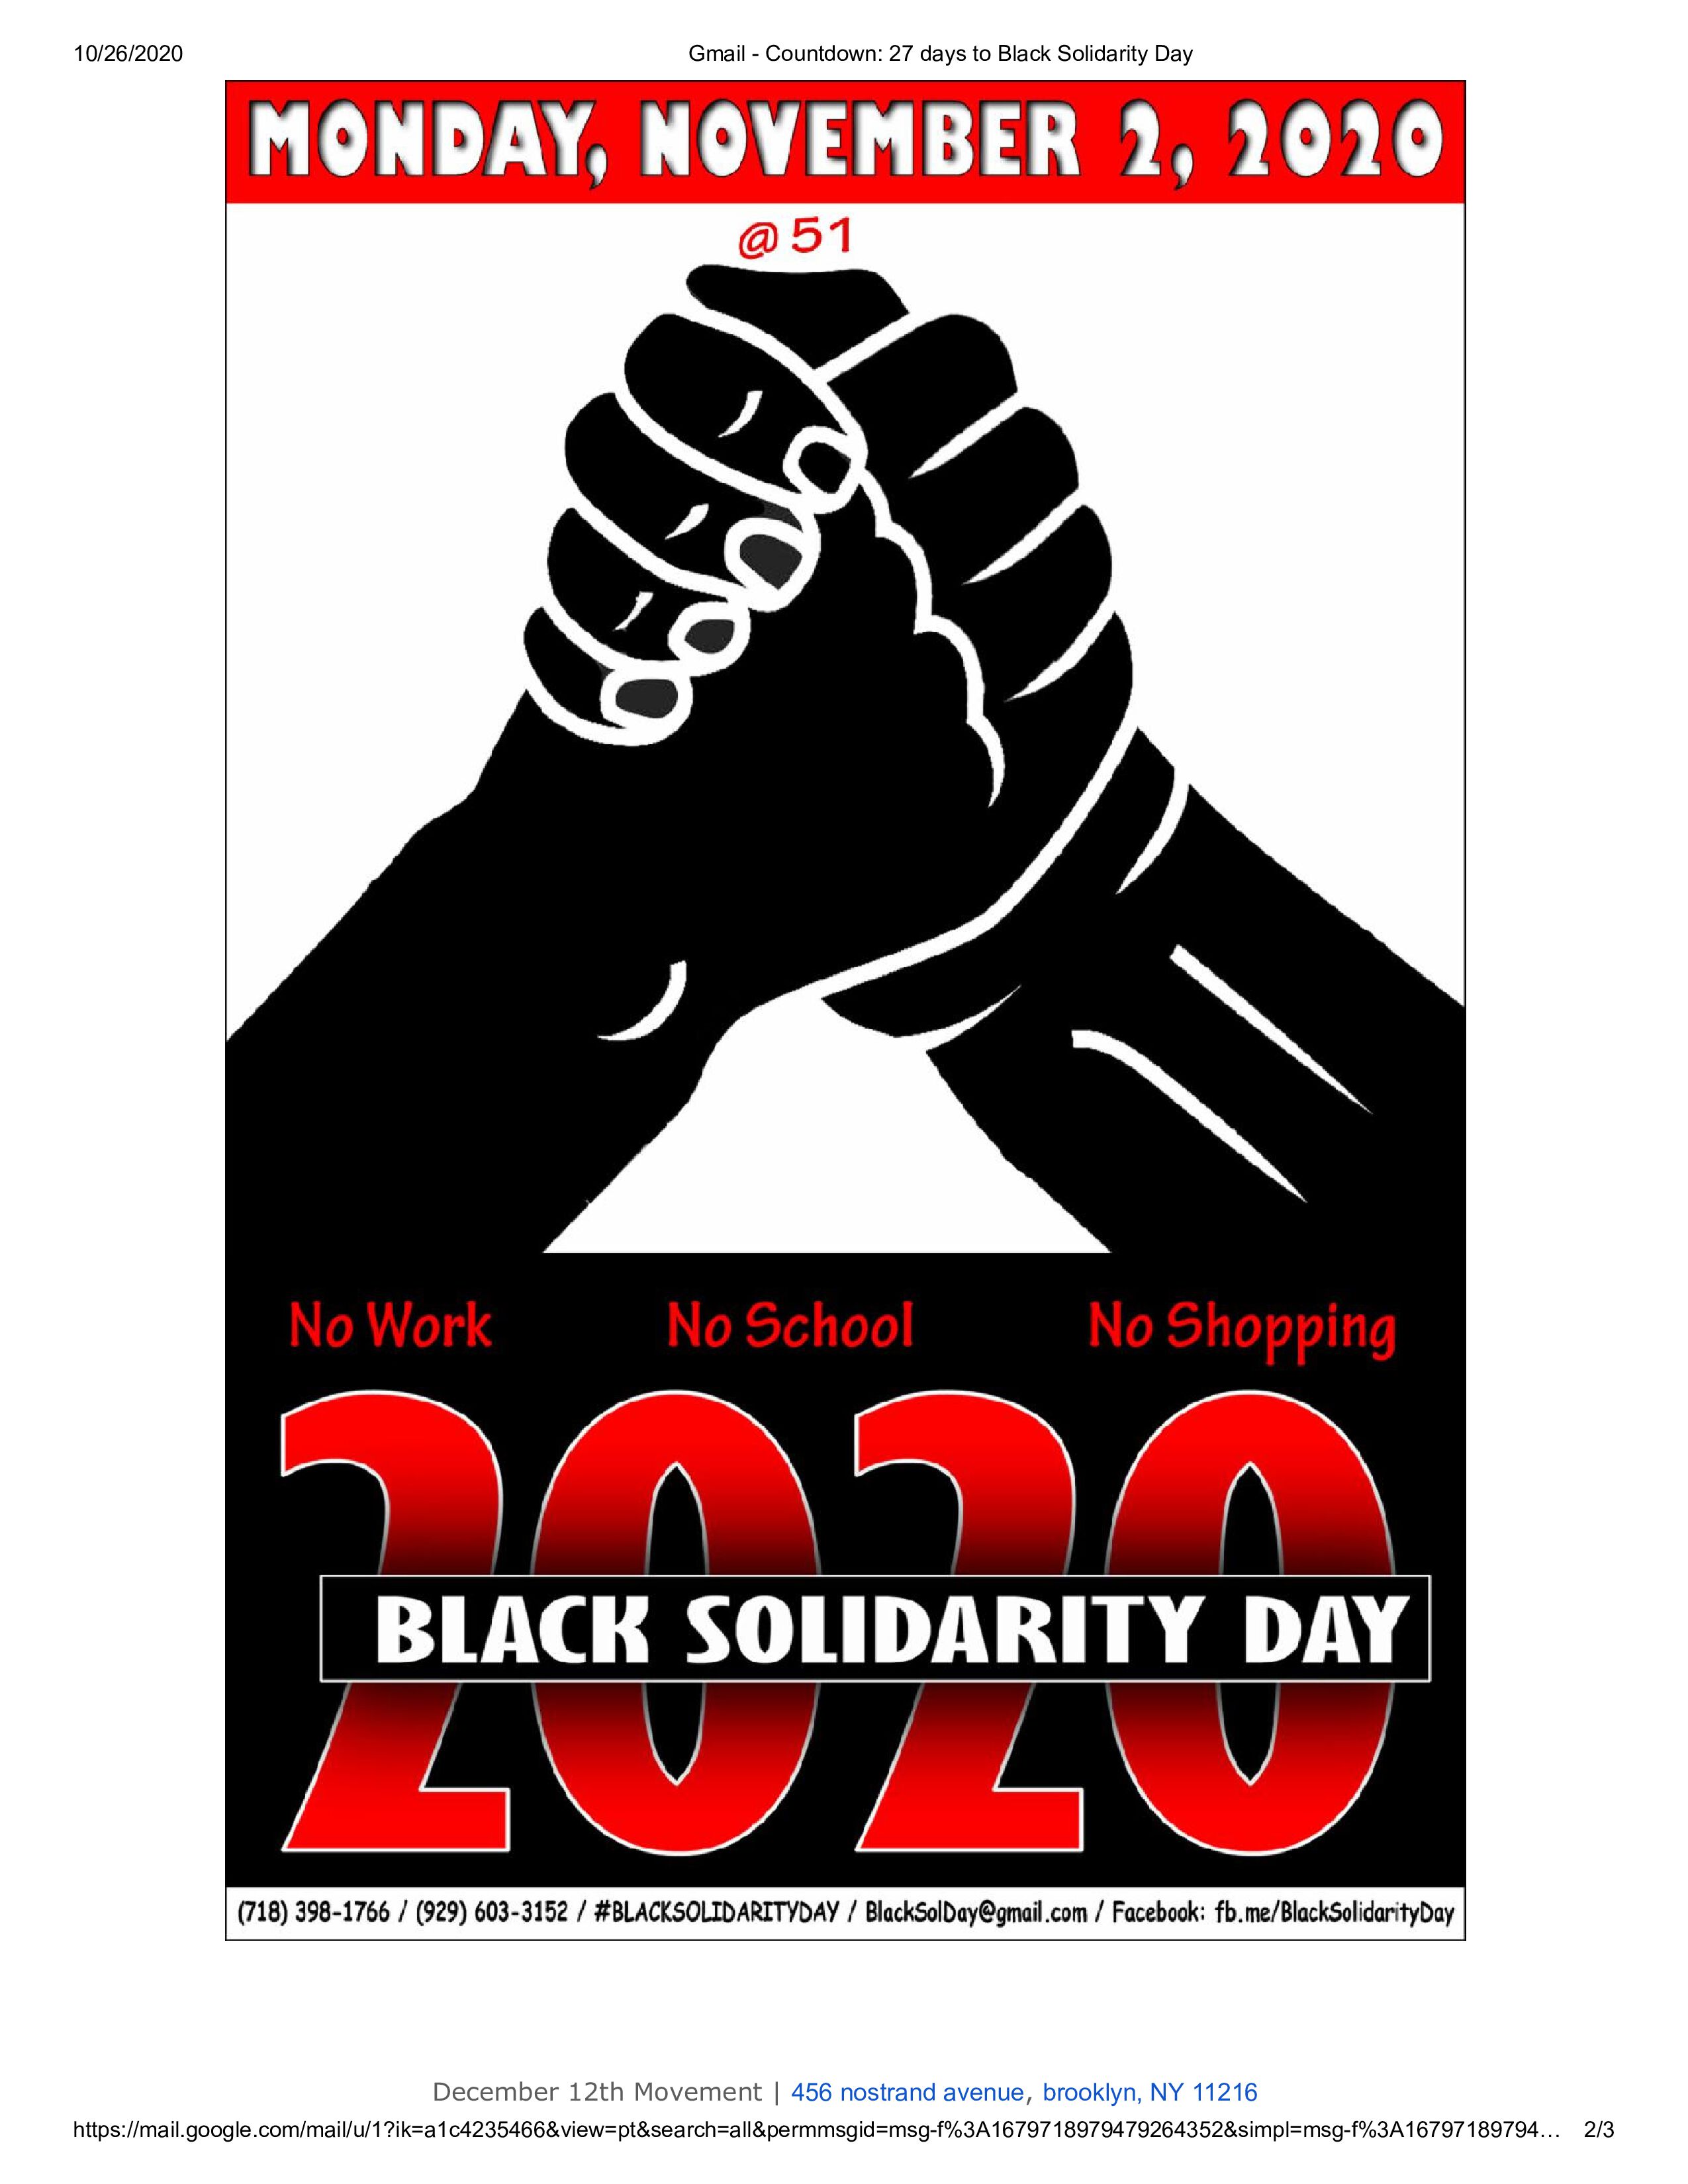 10/26/2020 Gmail - Countdown: 27 days to Black Solidarity Day
MONDAY, NOVEMBER 2, 2020
@51
No Work No School No Shopping
2020
BLACK SOLIDARITY DAY
(718) 398-1766 / (929) 603-3152 / #BLACKSOLIDARITYDAY / BlackSolDay@gmail.com / Facebook: fb.me/BlackSolidarityDay
December 12th Movement | 456 nostrand avenue, brooklyn, NY 11216
https://mail.google.com/mail/u/1?ik=a1c4235466&view=pt&search=all&permmsgid=msg-f%3A1679718979479264352&simpl=msg-f%3A16797189794… 2/3